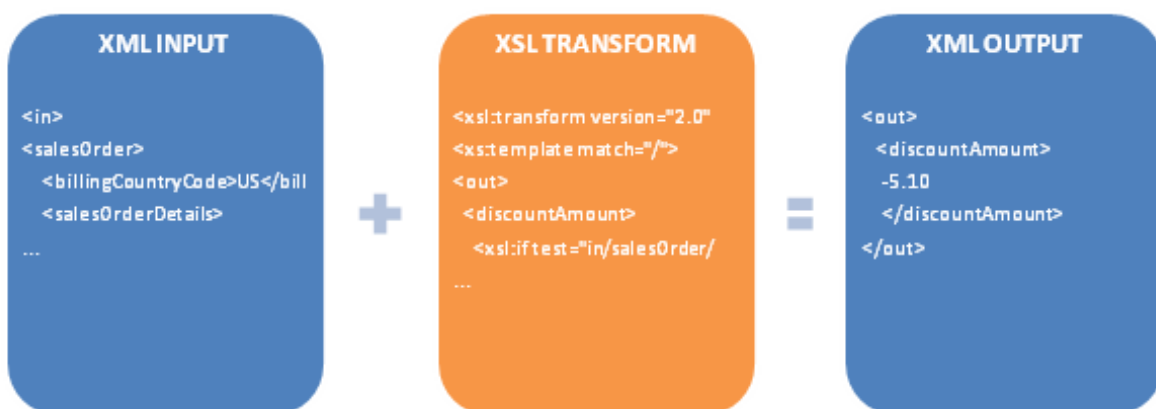 XML INPUT
<in>
<salesOrder>
<billingCountryCode>US</bill
<salesOrderDetails>
...
+
XSL TRANSFORM
<xsl:transform version="2.0"
<xs:template match="/">
<out>
<discountAmount>
<xsl:if test="in/salesOrder/
...
=
XML OUTPUT
<out>
<discountAmount>
-5.10
</discountAmount>
</out>